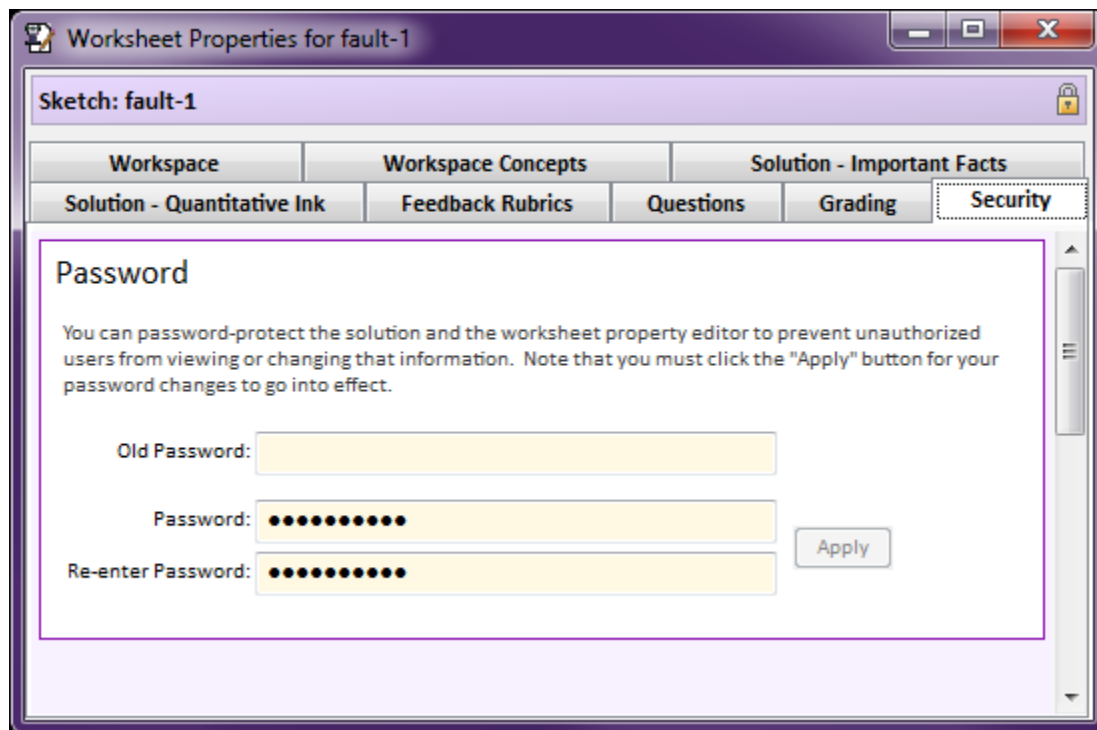 Worksheet Properties for fault-1
Sketch: fault-1
Workspace Workspace Concepts Solution - Important Facts
Solution - Quantitative Ink Feedback Rubrics Questions Grading Security
Password
You can password-protect the solution and the worksheet property editor to prevent unauthorized
users from viewing or changing that information.  Note that you must click the "Apply" button for your
password changes to go into effect.
Old Password:
Password: ●●●●●●●●●●
Apply
Re-enter Password: ●●●●●●●●●●